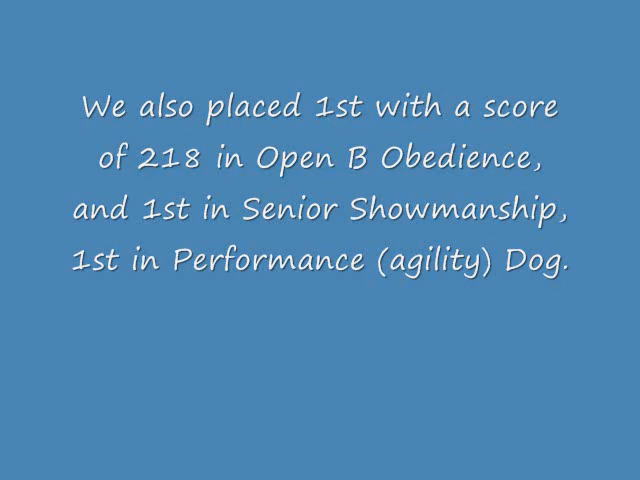 We also placed 1st with a score
of 218 in Open B Obedience,
and 1st in Senior Showmanship,
1st in Performance (agility) Dog.